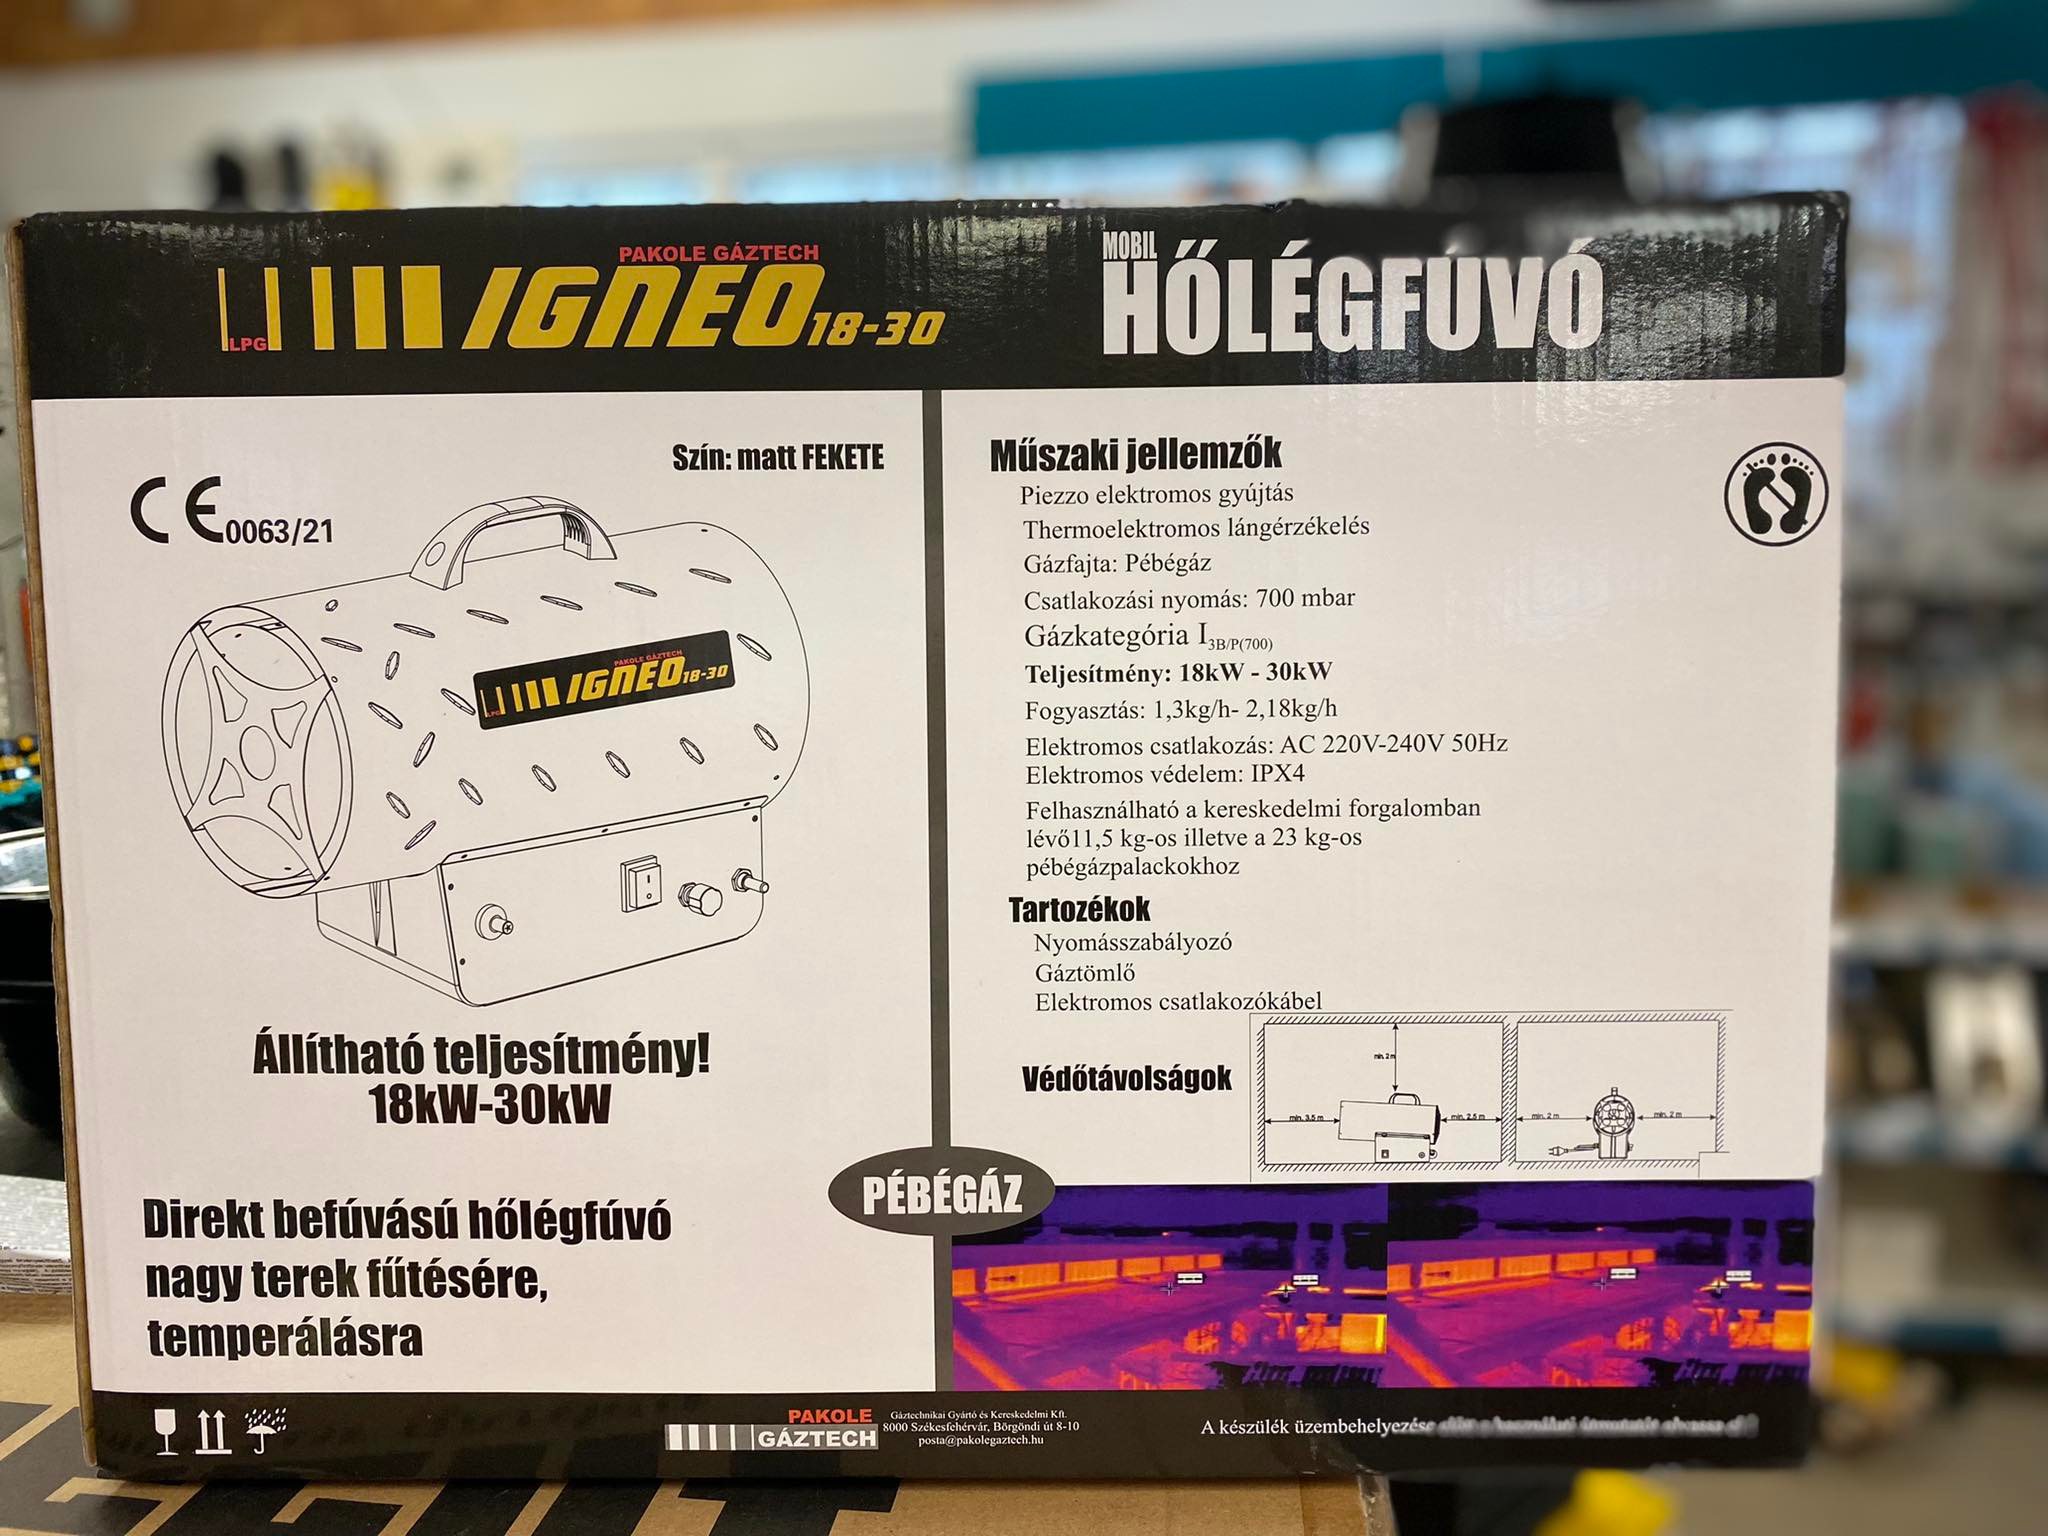 PAKOLE GÁZTECH
LPG IGNEO 18-30
MOBIL
HŐLÉGFÚVÓ
Szín: matt FEKETE
CE 0063/21
PAKOLE GÁZTECH
LPG IGNEO 18-30
Állítható teljesítmény!
18kW-30kW
Direkt befúvású hőlégfúvó
nagy terek fűtésére,
temperálásra
PÉBÉGÁZ
Műszaki jellemzők
Piezzo elektromos gyújtás
Thermoelektromos lángérzékelés
Gázfajta: Pébégáz
Csatlakozási nyomás: 700 mbar
Gázkategória I3B/P(700)
Teljesítmény: 18kW - 30kW
Fogyasztás: 1,3kg/h- 2,18kg/h
Elektromos csatlakozás: AC 220V-240V 50Hz
Elektromos védelem: IPX4
Felhasználható a kereskedelmi forgalomban
lévő11,5 kg-os illetve a 23 kg-os
pébégázpalackokhoz
Tartozékok
Nyomásszabályozó
Gáztömlő
Elektromos csatlakozókábel
Védőtávolságok
min. 2 m
min. 3,5 m
min. 2,5 m
min. 2 m
min. 2 m
PAKOLE
GÁZTECH
Gáztechnikai Gyártó és Kereskedelmi Kft.
8000 Székesfehérvár, Börgöndi út 8-10
posta@pakolegaztech.hu
A készülék üzembehelyezése